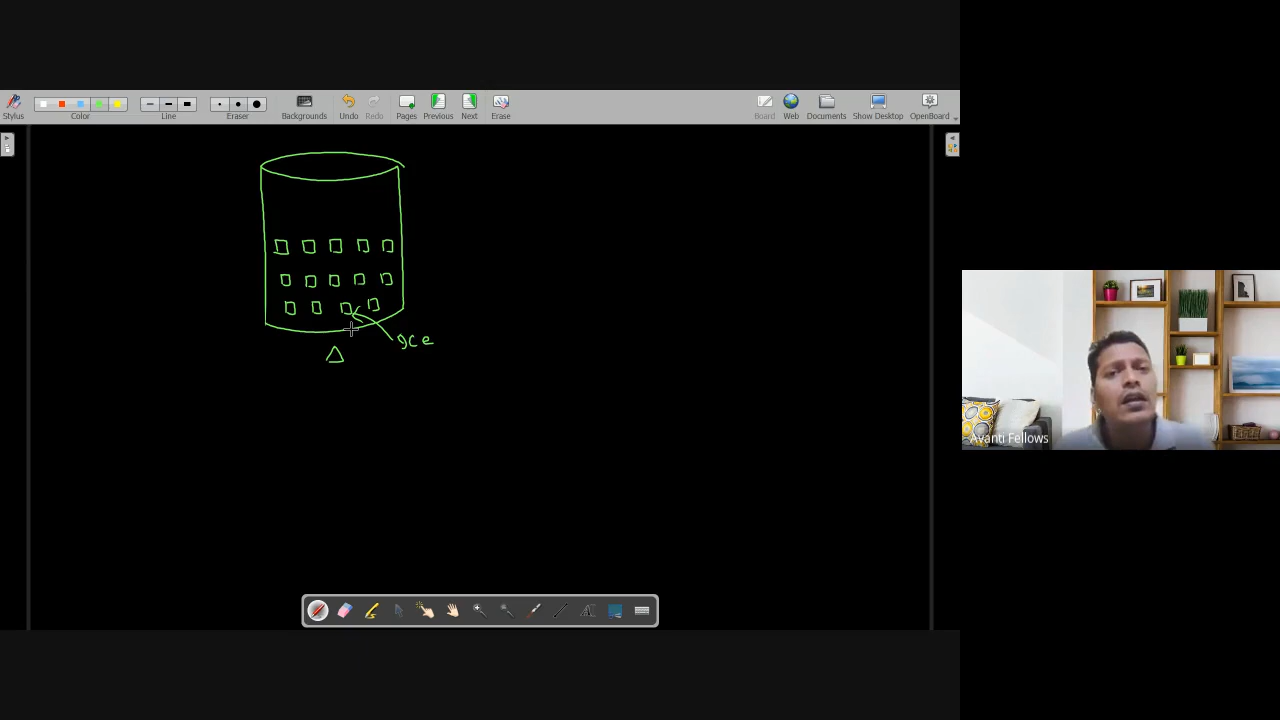 Stylus
Color
Line
Eraser
Backgrounds
Undo
Redo
Pages
Previous
Next
Erase
Board
Web
Documents
Show Desktop
OpenBoard
Ice
Δ
Avanti Fellows